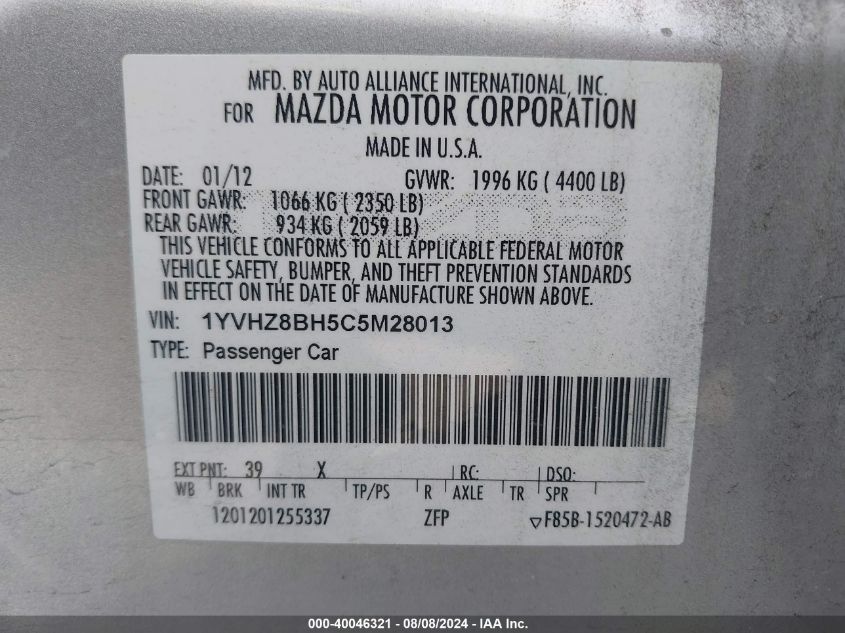 MFD. BY AUTO ALLIANCE INTERNATIONAL, INC.
FOR MAZDA MOTOR CORPORATION
MADE IN U.S.A.
DATE: 01/12 GVWR: 1996 KG ( 4400 LB)
FRONT GAWR: 1066 KG ( 2350 LB)
REAR GAWR: 934 KG ( 2059 LB)
THIS VEHICLE CONFORMS TO ALL APPLICABLE FEDERAL MOTOR
VEHICLE SAFETY, BUMPER, AND THEFT PREVENTION STANDARDS
IN EFFECT ON THE DATE OF MANUFACTURE SHOWN ABOVE.
VIN: 1YVHZ8BH5C5M28013
TYPE: Passenger Car
EXT PNT: 39 X RC: DSO:
WB BRK INT TR TP/PS R AXLE TR SPR
1201201255337 ZFP ▽F85B-1520472-AB
000-40046321 - 08/08/2024 - IAA Inc.